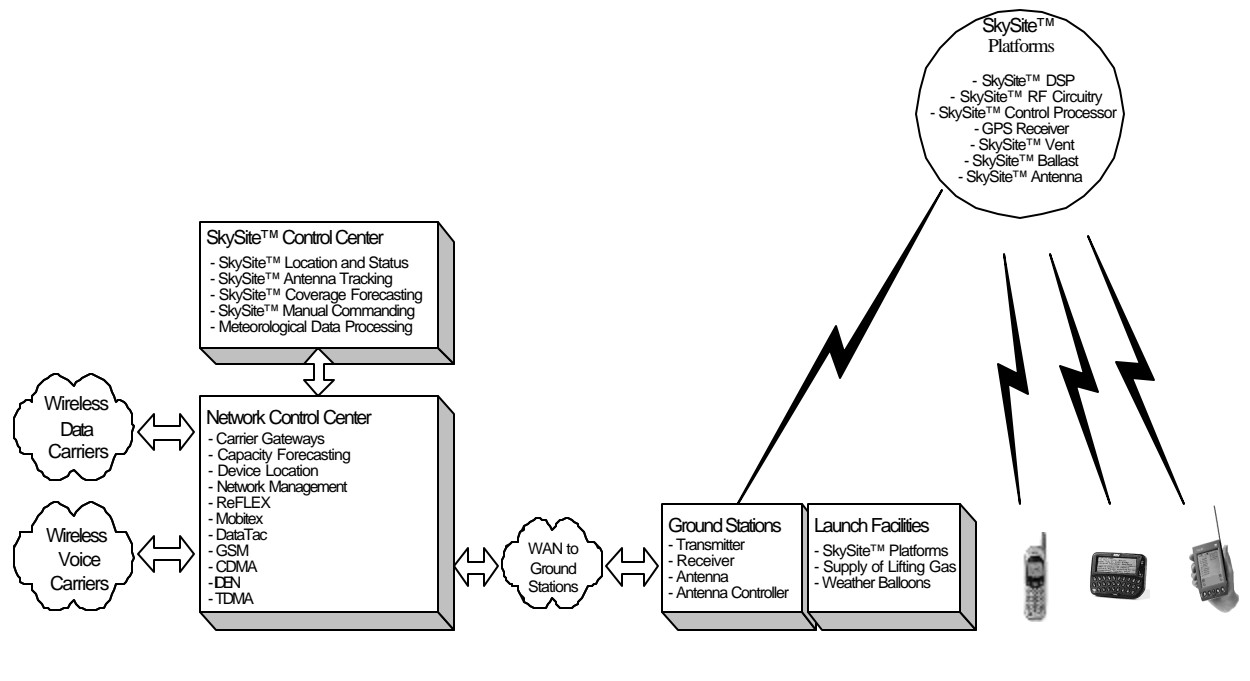 SkySite™
Platforms
- SkySite™ DSP
- SkySite™ RF Circuitry
- SkySite™ Control Processor
- GPS Receiver
- SkySite™ Vent
- SkySite™ Ballast
- SkySite™ Antenna
SkySite™ Control Center
- SkySite™ Location and Status
- SkySite™ Antenna Tracking
- SkySite™ Coverage Forecasting
- SkySite™ Manual Commanding
- Meteorological Data Processing
Wireless
Data
Carriers
Wireless
Voice
Carriers
Network Control Center
- Carrier Gateways
- Capacity Forecasting
- Device Location
- Network Management
- ReFLEX
- Mobitex
- DataTac
- GSM
- CDMA
- iDEN
- TDMA
WAN to
Ground
Stations
Ground Stations
- Transmitter
- Receiver
- Antenna
- Antenna Controller
Launch Facilities
- SkySite™ Platforms
- Supply of Lifting Gas
- Weather Balloons